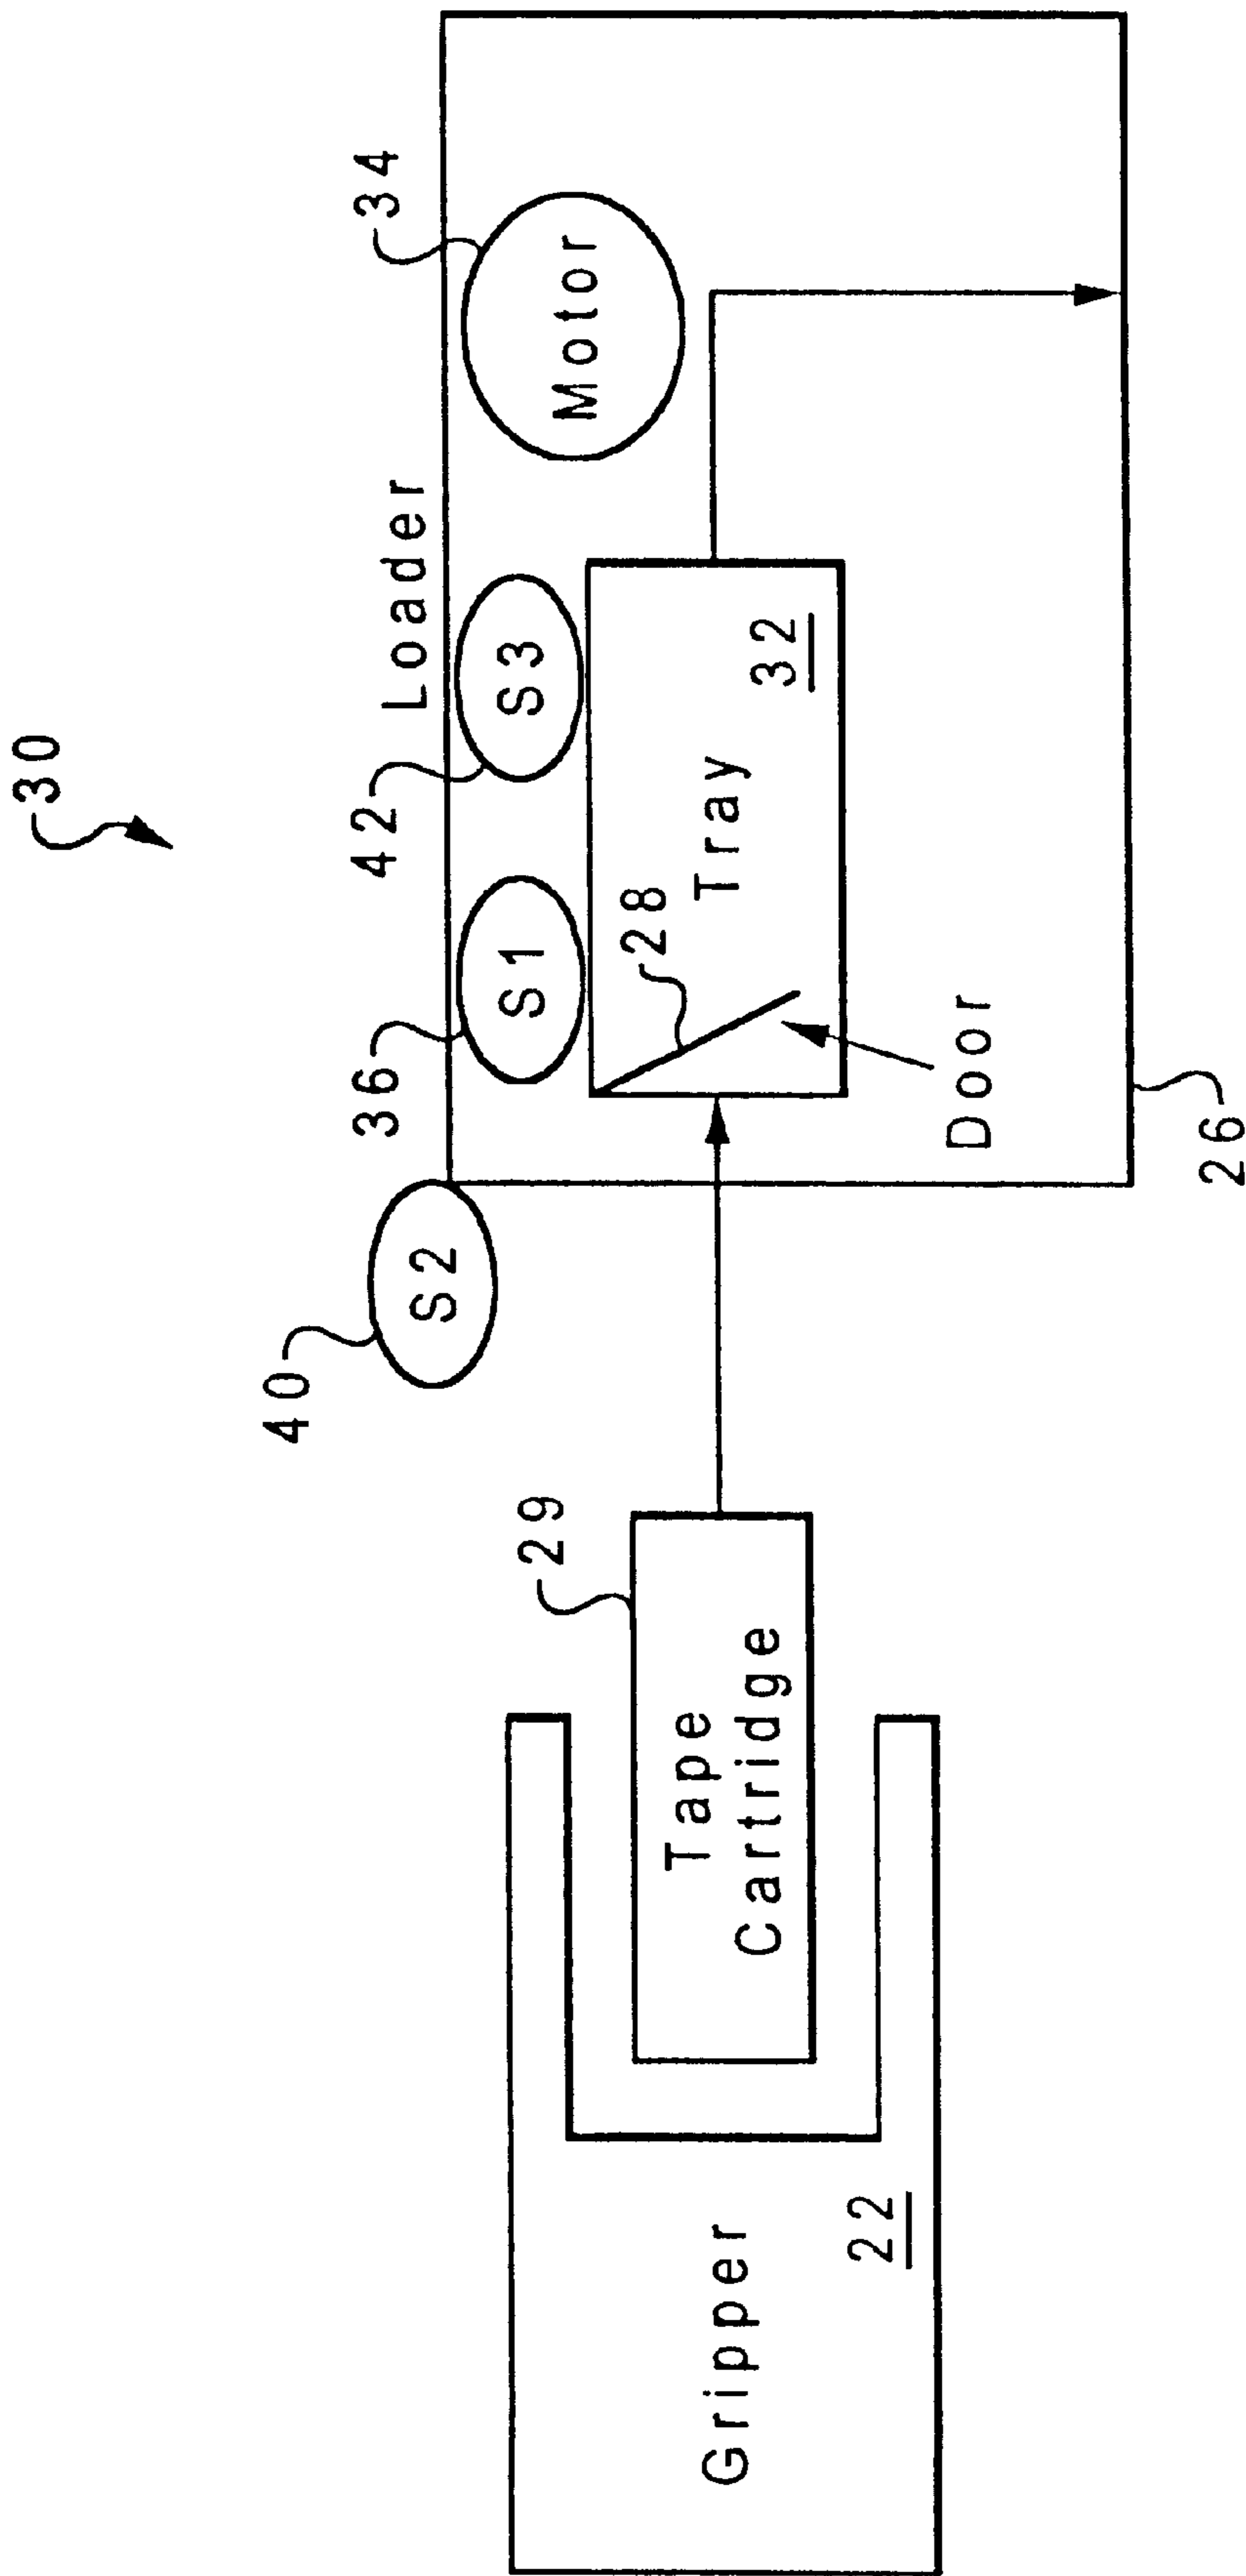 30
Loader
34
Motor
42
S3
36
S1
40
S2
28
Tray
32
Door
26
29
Tape
Cartridge
Gripper
22